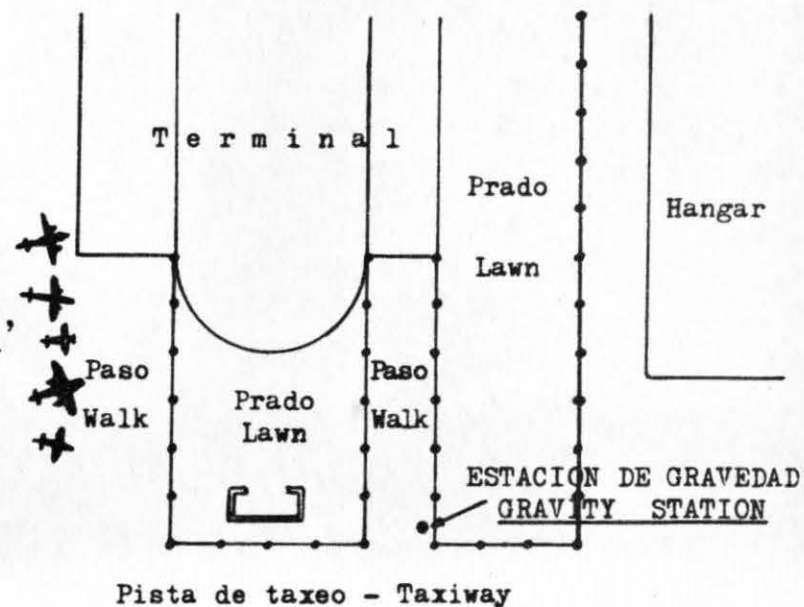 Terminal
Prado
Lawn
Hangar
Paso
Walk
Prado
Lawn
Paso
Walk
ESTACION DE GRAVEDAD
GRAVITY STATION
Pista de taxeo - Taxiway